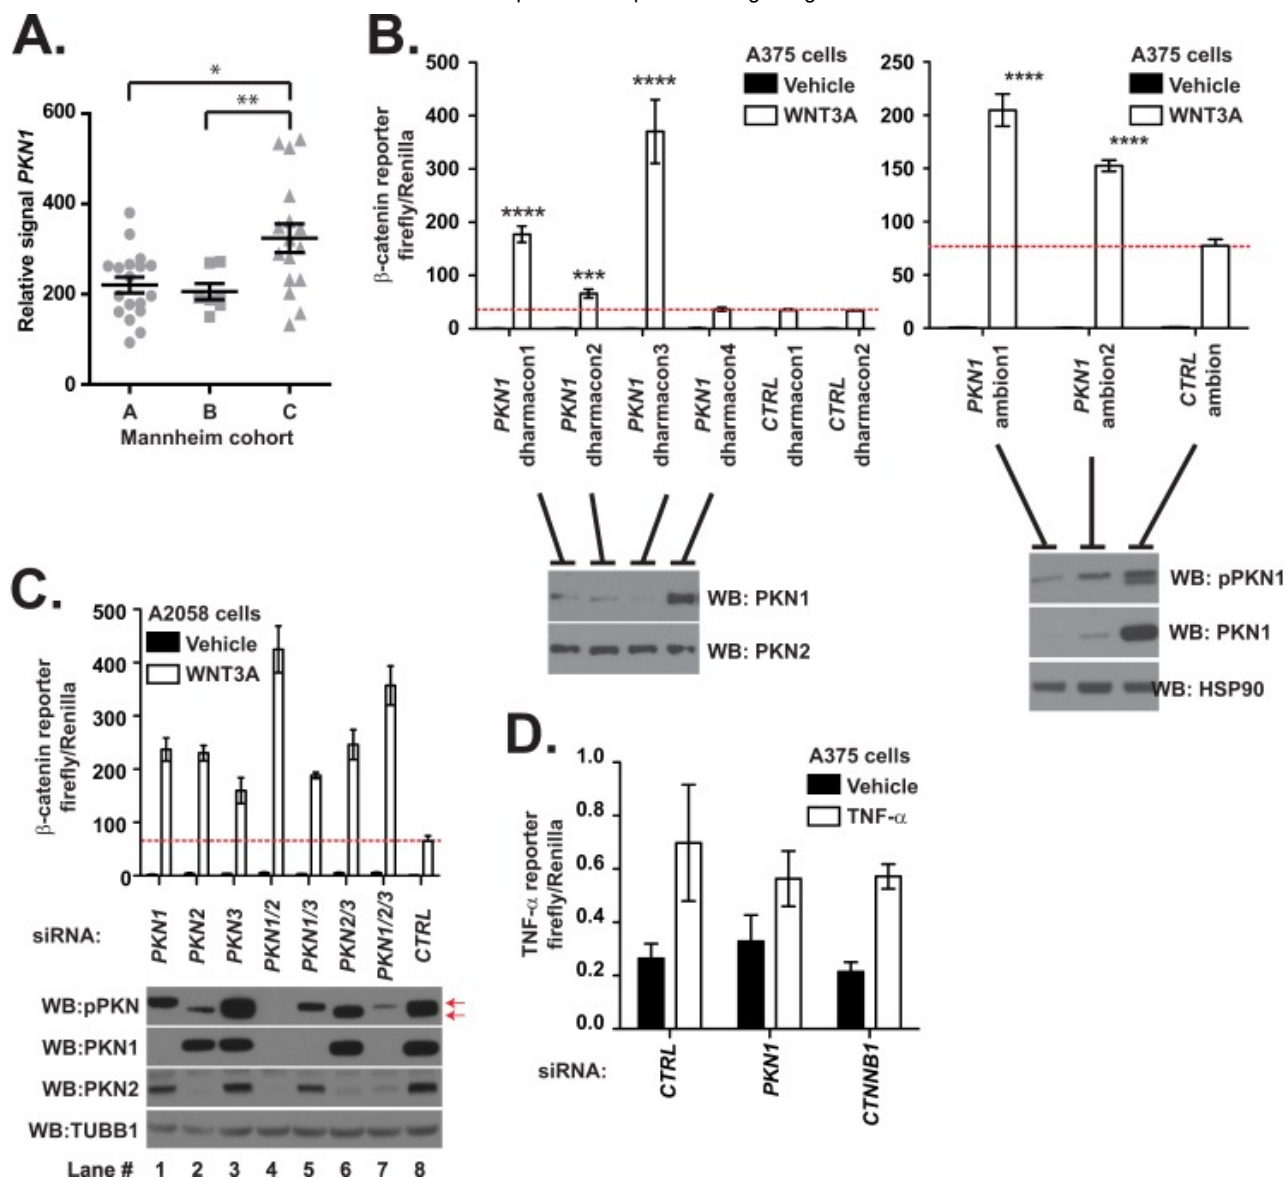 A.
*
**
600
400
200
0
Relative signal PKN1
A B C
Mannheim cohort
B.
A375 cells
Vehicle
WNT3A
500
400
300
200
100
0
β-catenin reporter
firefly/Renilla
****
***
****
PKN1
dharmacon1
PKN1
dharmacon2
PKN1
dharmacon3
PKN1
dharmacon4
CTRL
dharmacon1
CTRL
dharmacon2
WB: PKN1
WB: PKN2
A375 cells
Vehicle
WNT3A
250
200
150
100
50
0
****
****
PKN1
ambion1
PKN1
ambion2
CTRL
ambion
WB: pPKN1
WB: PKN1
WB: HSP90
C.
A2058 cells
Vehicle
WNT3A
500
400
300
200
100
0
β-catenin reporter
firefly/Renilla
siRNA:
PKN1
PKN2
PKN3
PKN1/2
PKN1/3
PKN2/3
PKN1/2/3
CTRL
WB:pPKN
WB:PKN1
WB:PKN2
WB:TUBB1
Lane # 1 2 3 4 5 6 7 8
D.
A375 cells
Vehicle
TNF-α
1.0
0.8
0.6
0.4
0.2
0.0
TNF-α reporter
firefly/Renilla
siRNA:
CTRL
PKN1
CTNNB1